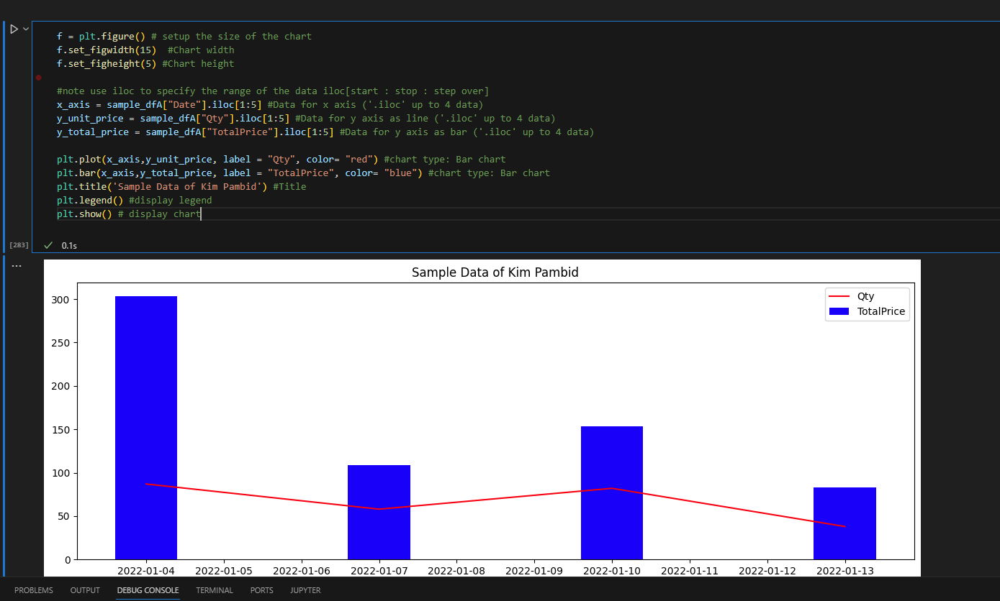 f = plt.figure() # setup the size of the chart
f.set_figwidth(15)  #Chart width
f.set_figheight(5) #Chart height
#note use iloc to specify the range of the data iloc[start : stop : step over]
x_axis = sample_dfA["Date"].iloc[1:5] #Data for x axis ('.iloc' up to 4 data)
y_unit_price = sample_dfA["Qty"].iloc[1:5] #Data for y axis as line ('.iloc' up to 4 data)
y_total_price = sample_dfA["TotalPrice"].iloc[1:5] #Data for y axis as bar ('.iloc' up to 4 data)
plt.plot(x_axis,y_unit_price, label = "Qty", color= "red") #chart type: Bar chart
plt.bar(x_axis,y_total_price, label = "TotalPrice", color= "blue") #chart type: Bar chart
plt.title('Sample Data of Kim Pambid') #Title
plt.legend() #display legend
plt.show() # display chart
[283] 0.1s
Sample Data of Kim Pambid
Qty
TotalPrice
300
250
200
150
100
50
0
2022-01-04 2022-01-05 2022-01-06 2022-01-07 2022-01-08 2022-01-09 2022-01-10 2022-01-11 2022-01-12 2022-01-13
PROBLEMS OUTPUT DEBUG CONSOLE TERMINAL PORTS JUPYTER